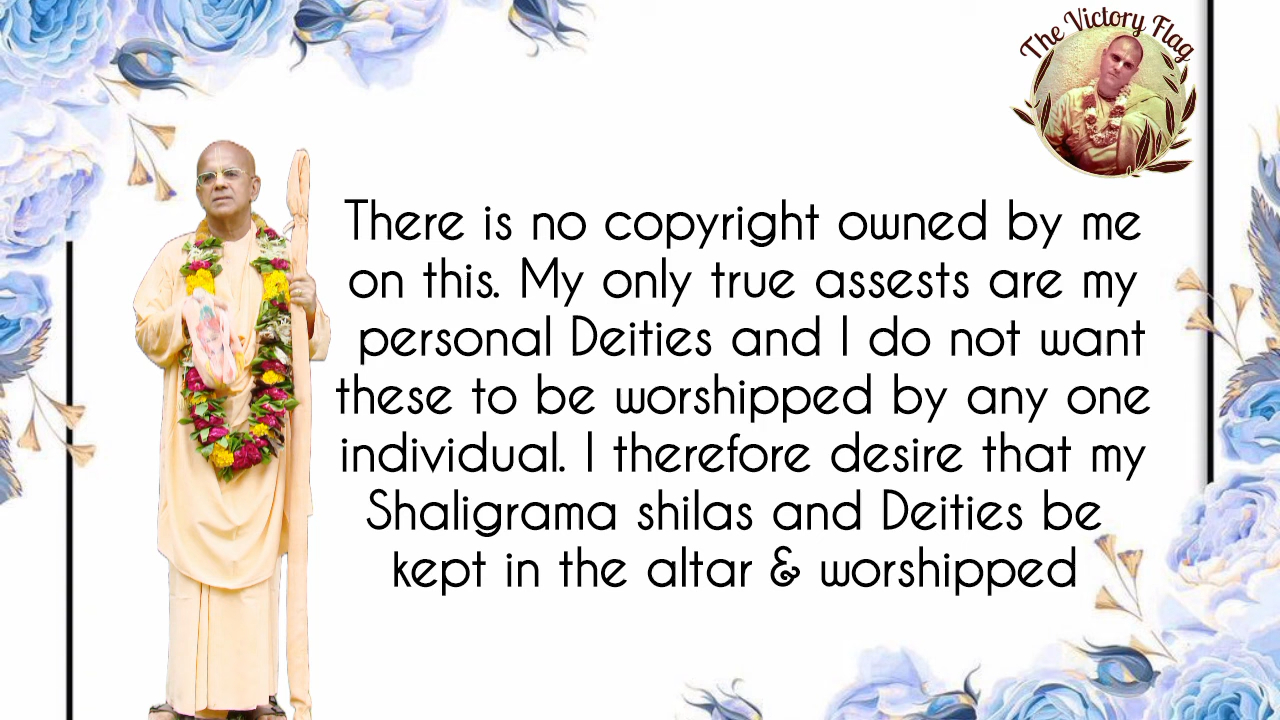 The Victory Flag
There is no copyright owned by me
on this. My only true assests are my
personal Deities and I do not want
these to be worshipped by any one
individual. I therefore desire that my
Shaligrama shilas and Deities be
kept in the altar & worshipped